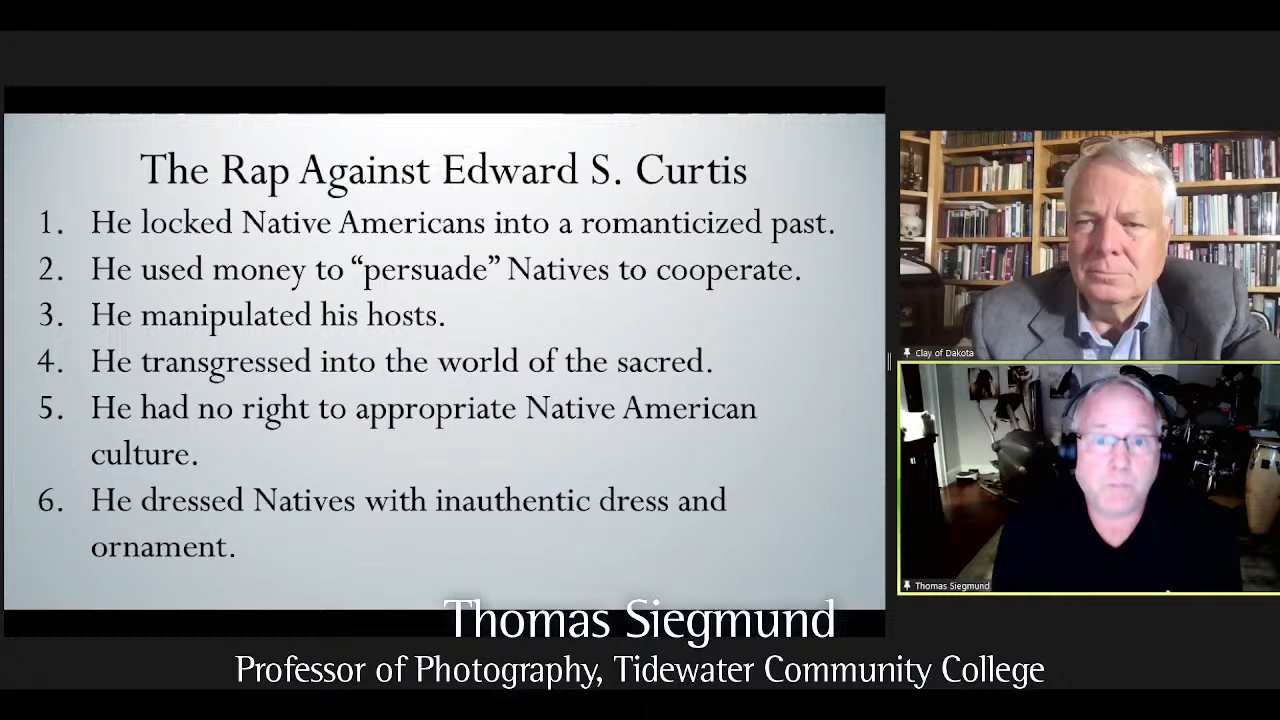 The Rap Against Edward S. Curtis
1. He locked Native Americans into a romanticized past.
2. He used money to “persuade” Natives to cooperate.
3. He manipulated his hosts.
4. He transgressed into the world of the sacred.
5. He had no right to appropriate Native American
culture.
6. He dressed Natives with inauthentic dress and
ornament.
Clay of Dakota
Thomas Siegmund
Thomas Siegmund
Professor of Photography, Tidewater Community College